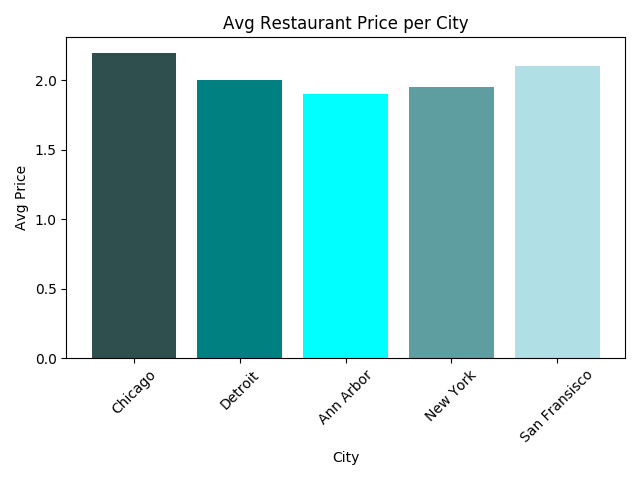 Avg Restaurant Price per City
Avg Price
2.0
1.5
1.0
0.5
0.0
Chicago
Detroit
Ann Arbor
New York
San Fransisco
City